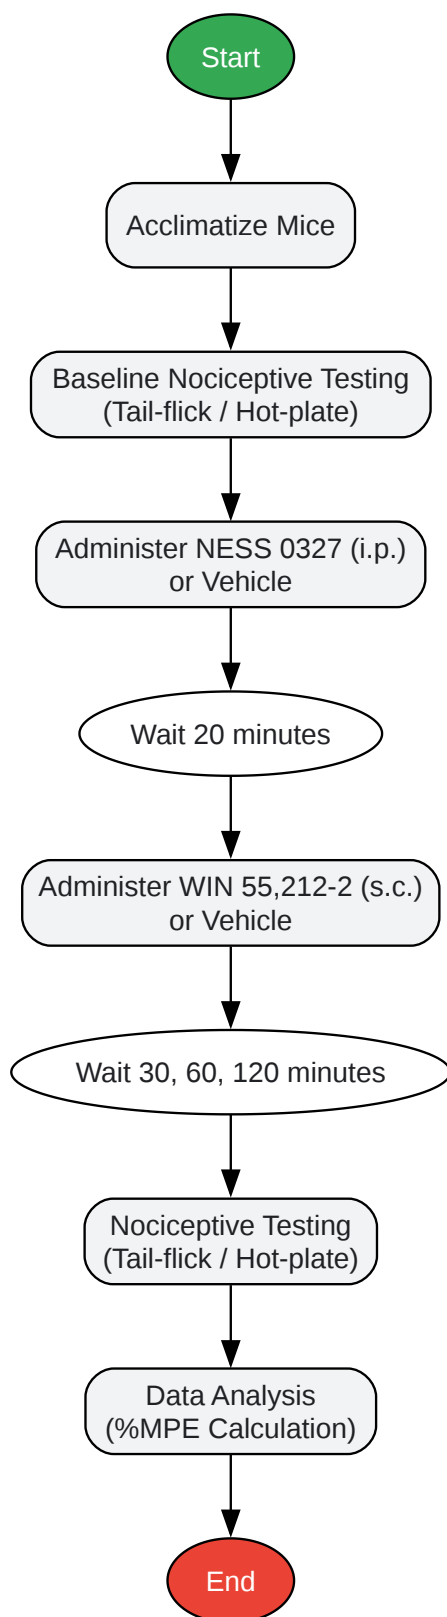 Start
Acclimatize Mice
Baseline Nociceptive Testing
(Tail-flick / Hot-plate)
Administer NESS 0327 (i.p.)
or Vehicle
Wait 20 minutes
Administer WIN 55,212-2 (s.c.)
or Vehicle
Wait 30, 60, 120 minutes
Nociceptive Testing
(Tail-flick / Hot-plate)
Data Analysis
(%MPE Calculation)
End